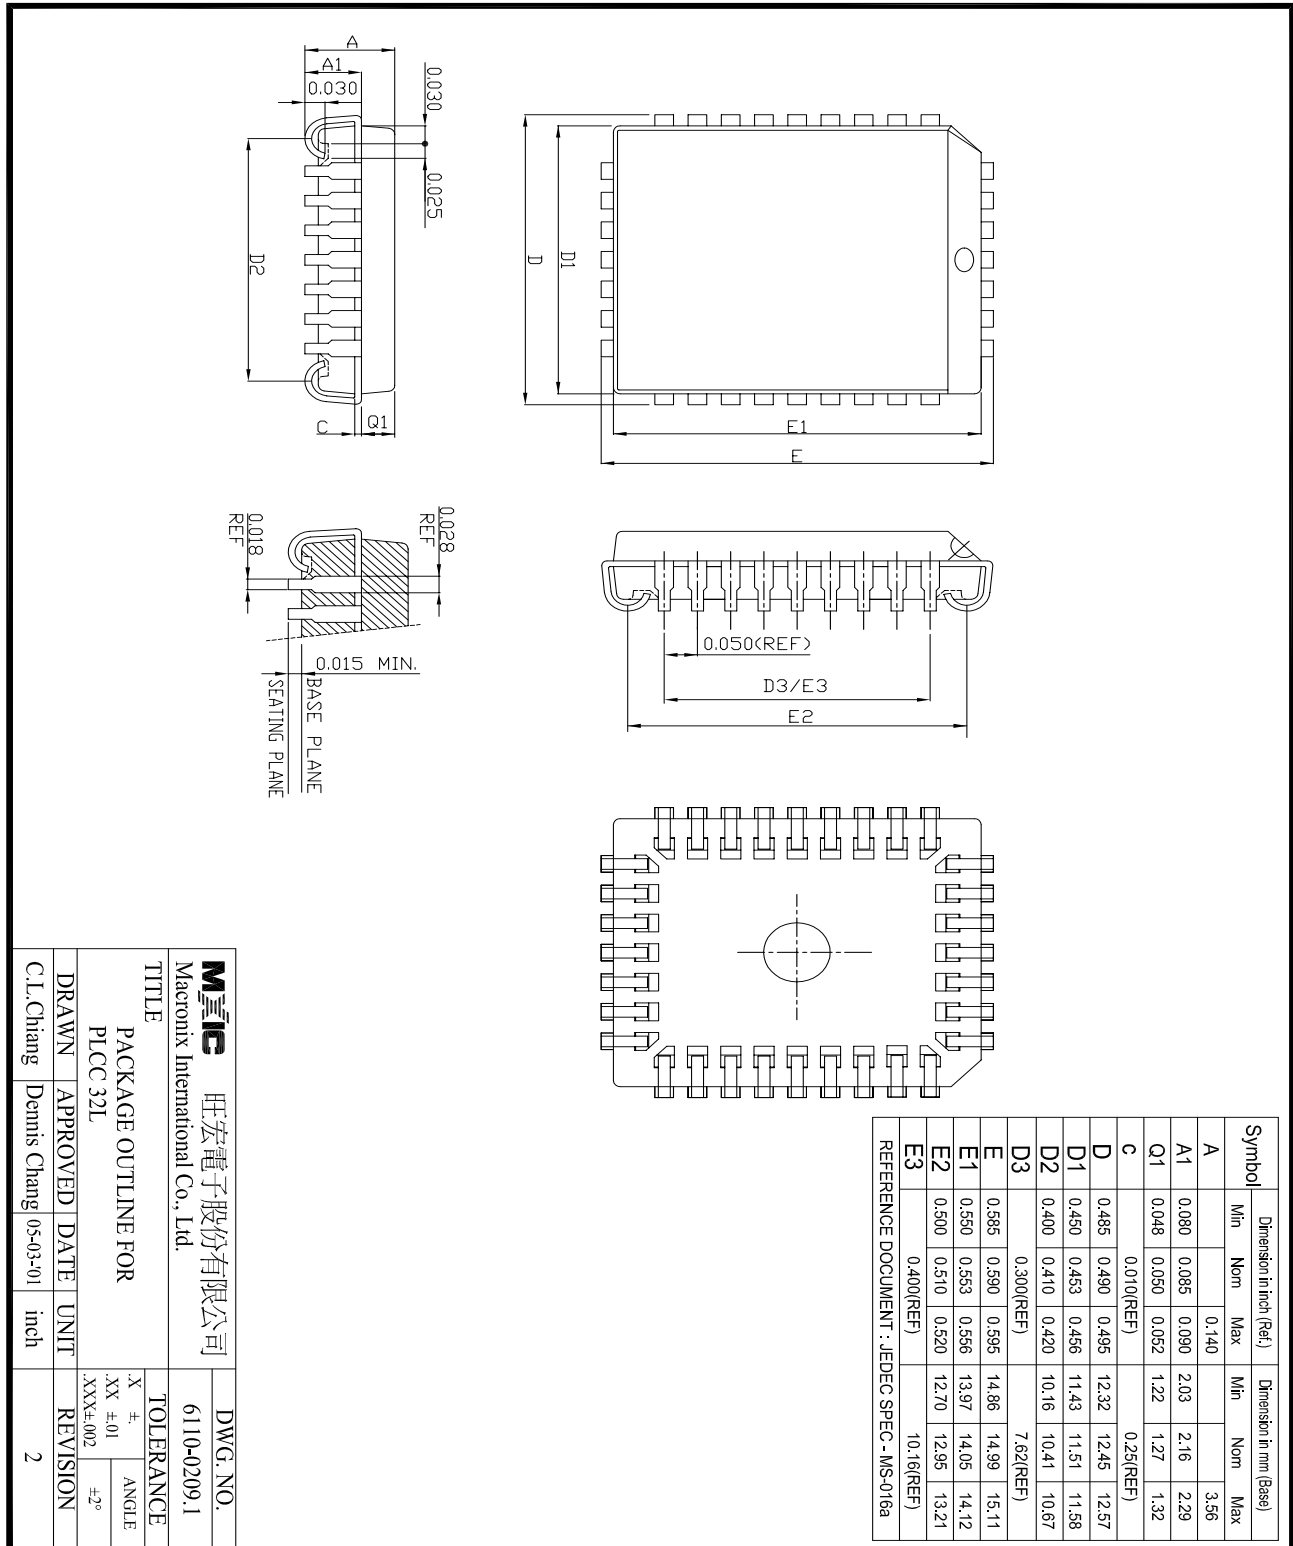 A
A1
0.030
0.030
0.025
D2
C
Q1
D
D1
E1
E
0.018
REF
0.028
REF
0.015 MIN.
BASE PLANE
SEATING PLANE
0.050(REF)
D3/E3
E2
Symbol Dimension in inch (Ref.) Dimension in mm (Base)
Min Nom Max Min Nom Max
A 0.140 3.56
A1 0.080 0.085 0.090 2.03 2.16 2.29
Q1 0.048 0.050 0.052 1.22 1.27 1.32
C 0.010(REF) 0.25(REF)
D 0.485 0.490 0.495 12.32 12.45 12.57
D1 0.450 0.453 0.456 11.43 11.51 11.58
D2 0.400 0.410 0.420 10.16 10.41 10.67
D3 0.300(REF) 7.62(REF)
E 0.585 0.590 0.595 14.86 14.99 15.11
E1 0.550 0.553 0.556 13.97 14.05 14.12
E2 0.500 0.510 0.520 12.70 12.95 13.21
E3 0.400(REF) 10.16(REF)
REFERENCE DOCUMENT : JEDEC SPEC - MS-016a
MXIC 旺宏電子股份有限公司
Macronix International Co., Ltd.
DWG. NO.
6110-0209.1
TITLE
PACKAGE OUTLINE FOR
PLCC 32L
TOLERANCE
.X ±.
.XX ±.01
.XXX±.002
ANGLE
±2°
DRAWN APPROVED DATE UNIT REVISION
C.L.Chiang Dennis Chang 05-03-'01 inch 2